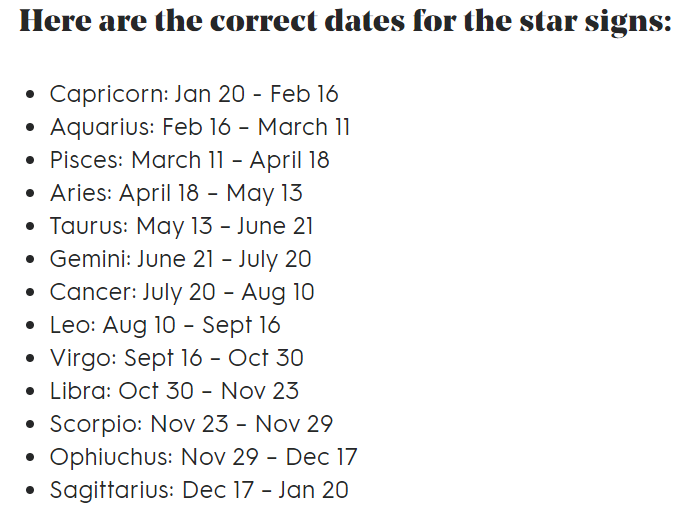 Here are the correct dates for the star signs:
• Capricorn: Jan 20 - Feb 16
• Aquarius: Feb 16 – March 11
• Pisces: March 11 – April 18
• Aries: April 18 – May 13
• Taurus: May 13 – June 21
• Gemini: June 21 – July 20
• Cancer: July 20 – Aug 10
• Leo: Aug 10 – Sept 16
• Virgo: Sept 16 – Oct 30
• Libra: Oct 30 – Nov 23
• Scorpio: Nov 23 – Nov 29
• Ophiuchus: Nov 29 – Dec 17
• Sagittarius: Dec 17 – Jan 20